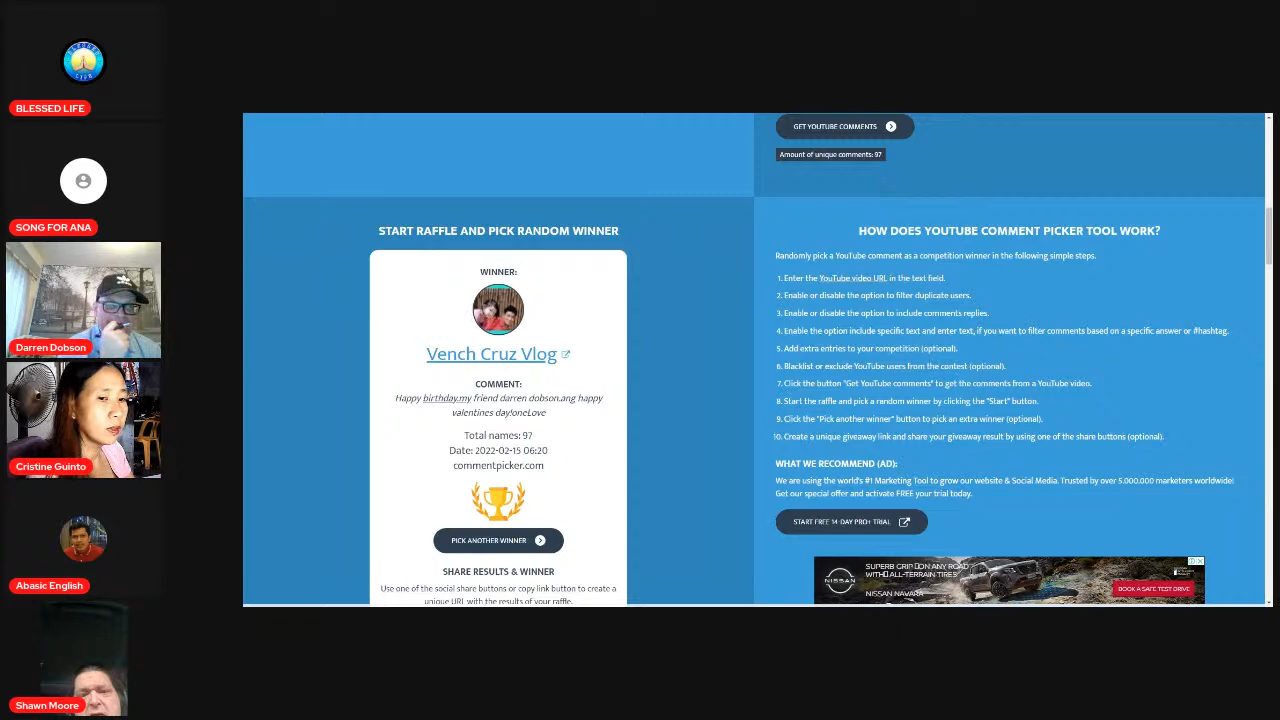 BLESSED LIFE
SONG FOR ANA
Darren Dobson
Cristine Guinto
Abasic English
Shawn Moore
GET YOUTUBE COMMENTS
Amount of unique comments: 97
START RAFFLE AND PICK RANDOM WINNER
WINNER:
Vench Cruz Vlog
COMMENT:
Happy birthday.my friend darren dobson.ang happy
valentines day!oneLove
Total names: 97
Date: 2022-02-15 06:20
commentpicker.com
PICK ANOTHER WINNER
SHARE RESULTS & WINNER
Use one of the social share buttons or copy link button to create a
unique URL with the results of your raffle.
HOW DOES YOUTUBE COMMENT PICKER TOOL WORK?
Randomly pick a YouTube comment as a competition winner in the following simple steps.
1. Enter the YouTube video URL in the text field.
2. Enable or disable the option to filter duplicate users.
3. Enable or disable the option to include comments replies.
4. Enable the option include specific text and enter text, if you want to filter comments based on a specific answer or #hashtag.
5. Add extra entries to your competition (optional).
6. Blacklist or exclude YouTube users from the contest (optional).
7. Click the button "Get YouTube comments" to get the comments from a YouTube video.
8. Start the raffle and pick a random winner by clicking the "Start" button.
9. Click the "Pick another winner" button to pick an extra winner (optional).
10. Create a unique giveaway link and share your giveaway result by using one of the share buttons (optional).
WHAT WE RECOMMEND (AD):
We are using the world's #1 Marketing Tool to grow our website & Social Media. Trusted by over 5.000.000 marketers worldwide!
Get our special offer and activate FREE your trial today.
START FREE 14-DAY PRO+ TRIAL
NISSAN
SUPERB GRIP ON ANY ROAD
WITH ALL-TERRAIN TIRES
NISSAN NAVARA
BOOK A SAFE TEST DRIVE